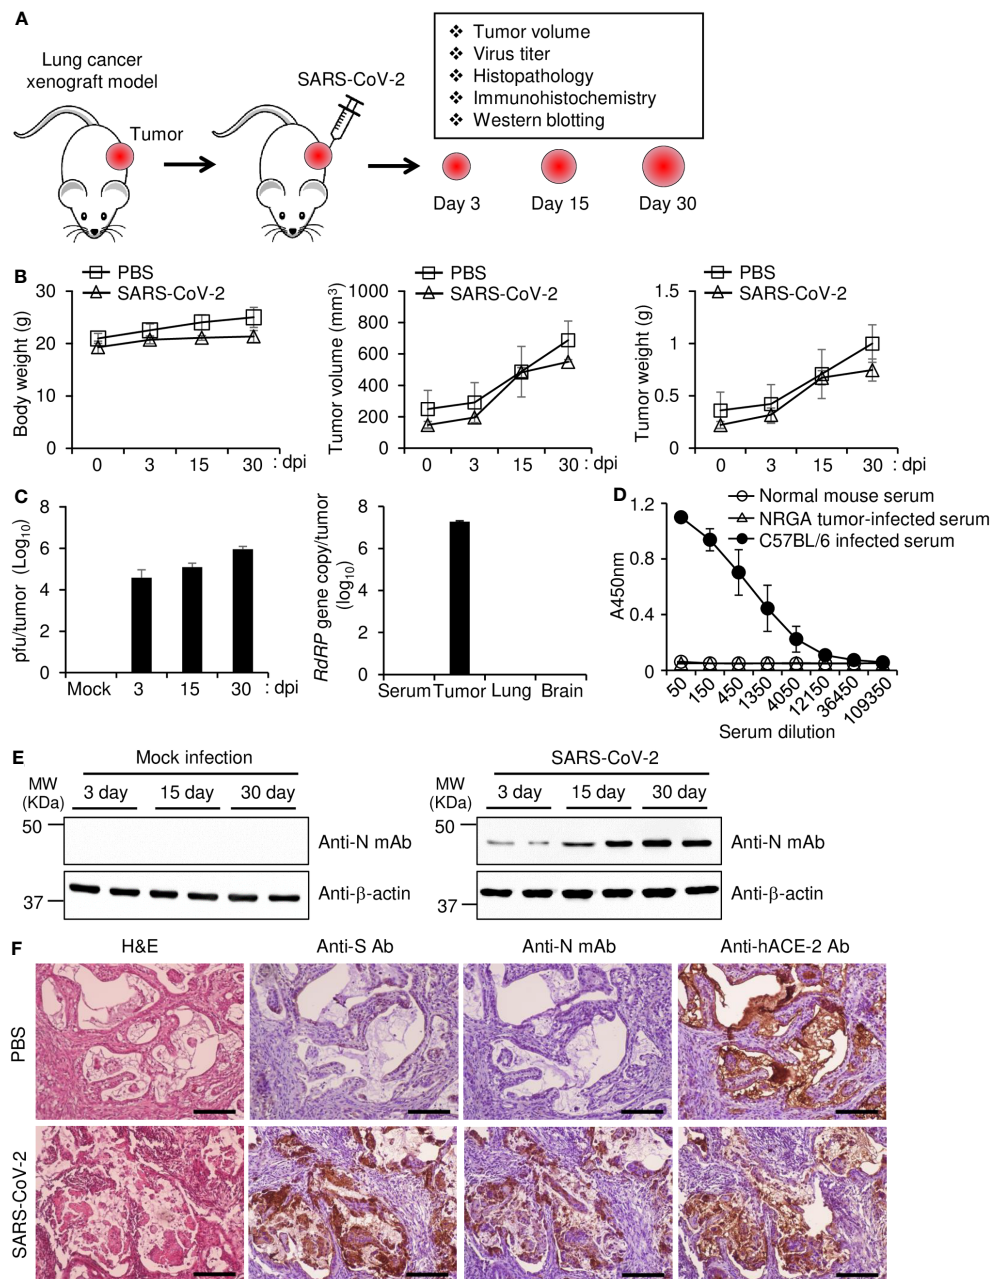 A
Lung cancer
xenograft model
Tumor
SARS-CoV-2
❖ Tumor volume
❖ Virus titer
❖ Histopathology
❖ Immunohistochemistry
❖ Western blotting
Day 3
Day 15
Day 30
B
PBS
SARS-CoV-2
Body weight (g)
30
20
10
0
0 3 15 30 : dpi
PBS
SARS-CoV-2
Tumor volume (mm³)
1000
800
600
400
200
0
0 3 15 30 : dpi
PBS
SARS-CoV-2
Tumor weight (g)
1.5
1
0.5
0
0 3 15 30 : dpi
C
pfu/tumor (Log10)
8
6
4
2
0
Mock 3 15 30 : dpi
RdRP gene copy/tumor
(log10)
8
6
4
2
0
Serum Tumor Lung Brain
D
Normal mouse serum
NRGA tumor-infected serum
C57BL/6 infected serum
A450nm
1.2
0.8
0.4
0
50 150 450 1350 4050 12150 36450 109350
Serum dilution
E
Mock infection
MW
(KDa)
3 day 15 day 30 day
50
Anti-N mAb
37
Anti-β-actin
SARS-CoV-2
MW
(KDa)
3 day 15 day 30 day
50
Anti-N mAb
37
Anti-β-actin
F
H&E Anti-S Ab Anti-N mAb Anti-hACE-2 Ab
PBS
SARS-CoV-2